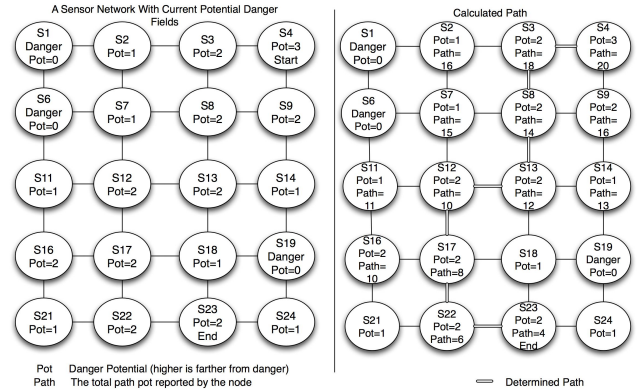 A Sensor Network With Current Potential Danger
Fields
S1
Danger
Pot=0
S2
Pot=1
S3
Pot=2
S4
Pot=3
Start
S6
Danger
Pot=0
S7
Pot=1
S8
Pot=2
S9
Pot=2
S11
Pot=1
S12
Pot=2
S13
Pot=2
S14
Pot=1
S16
Pot=2
S17
Pot=2
S18
Pot=1
S19
Danger
Pot=0
S21
Pot=1
S22
Pot=2
S23
Pot=2
End
S24
Pot=1
Pot Danger Potential (higher is farther from danger)
Path The total path pot reported by the node
Calculated Path
S1
Danger
Pot=0
S2
Pot=1
Path=
16
S3
Pot=2
Path=
18
S4
Pot=3
Path=
20
S6
Danger
Pot=0
S7
Pot=1
Path=
15
S8
Pot=2
Path=
14
S9
Pot=2
Path=
16
S11
Pot=1
Path=
11
S12
Pot=2
Path=
10
S13
Pot=2
Path=
12
S14
Pot=1
Path=
13
S16
Pot=2
Path=
10
S17
Pot=2
Path=8
S18
Pot=1
S19
Danger
Pot=0
S21
Pot=1
S22
Pot=2
Path=6
S23
Pot=2
Path=4
End
S24
Pot=1
Determined Path